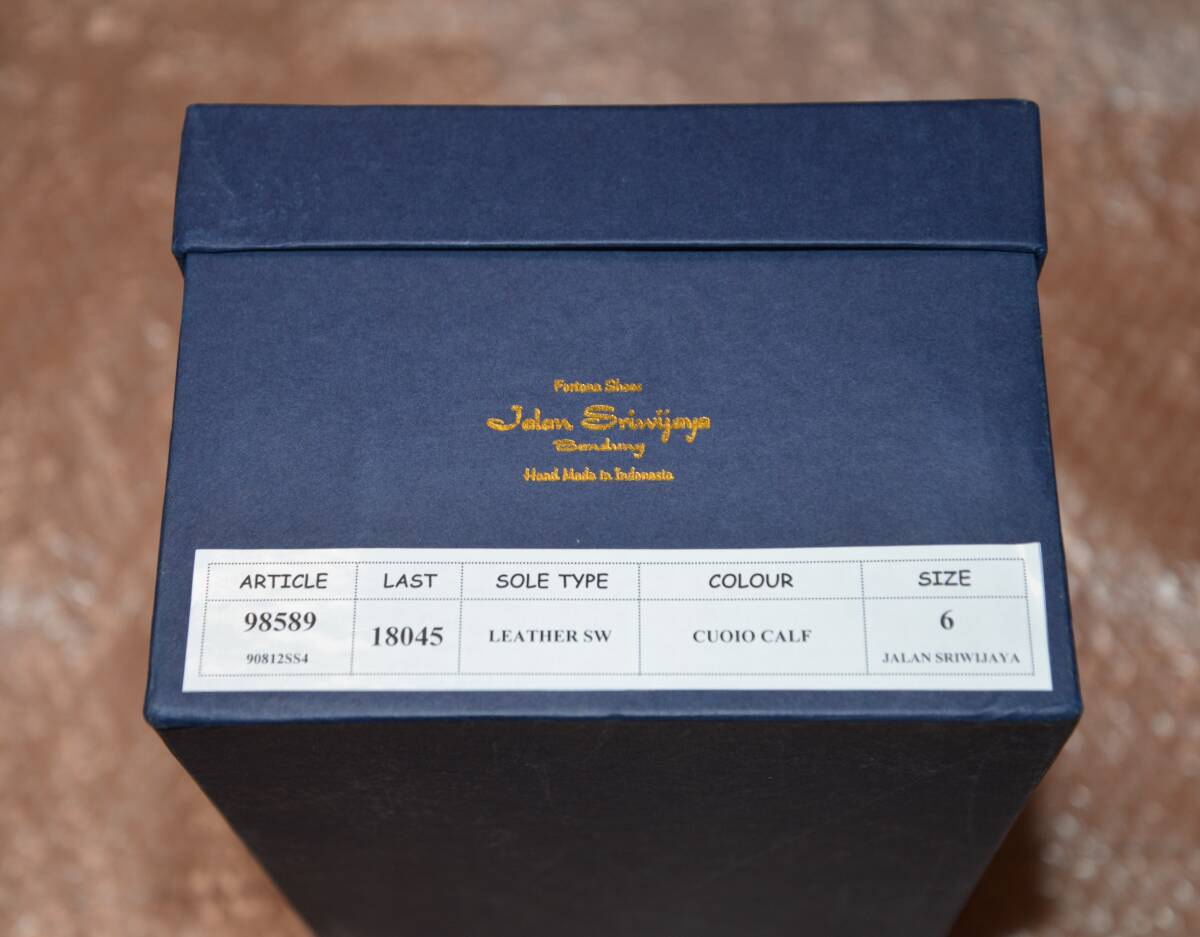 Fortuna Shoes
Jalan Sriwijaya
Bandung
Hand Made in Indonesia
ARTICLE LAST SOLE TYPE COLOUR SIZE
98589 18045 LEATHER SW CUOIO CALF 6
90812SS4 JALAN SRIWIJAYA